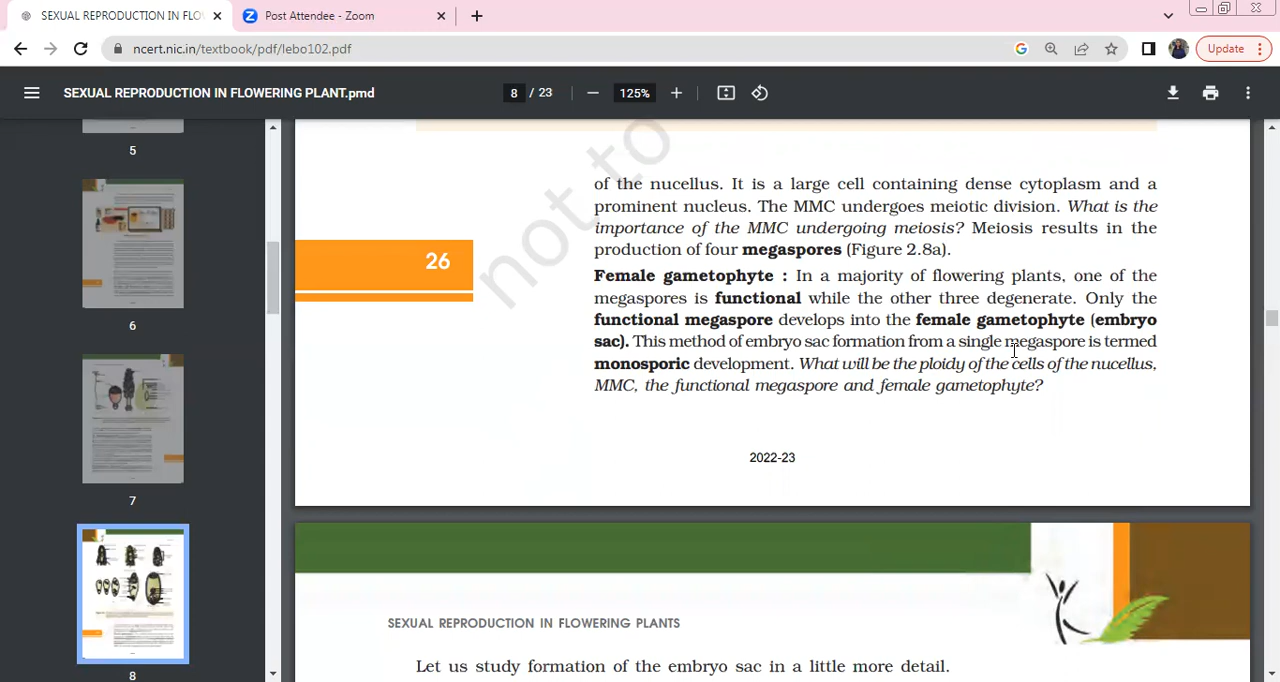 SEXUAL REPRODUCTION IN FLO
Post Attendee - Zoom
ncert.nic.in/textbook/pdf/lebo102.pdf
Update
SEXUAL REPRODUCTION IN FLOWERING PLANT.pmd
8 / 23
125%
5
6
7
8
not to
of the nucellus. It is a large cell containing dense cytoplasm and a
prominent nucleus. The MMC undergoes meiotic division. What is the
importance of the MMC undergoing meiosis? Meiosis results in the
production of four megaspores (Figure 2.8a).
26
Female gametophyte : In a majority of flowering plants, one of the
megaspores is functional while the other three degenerate. Only the
functional megaspore develops into the female gametophyte (embryo
sac). This method of embryo sac formation from a single megaspore is termed
monosporic development. What will be the ploidy of the cells of the nucellus,
MMC, the functional megaspore and female gametophyte?
2022-23
SEXUAL REPRODUCTION IN FLOWERING PLANTS
Let us study formation of the embryo sac in a little more detail.